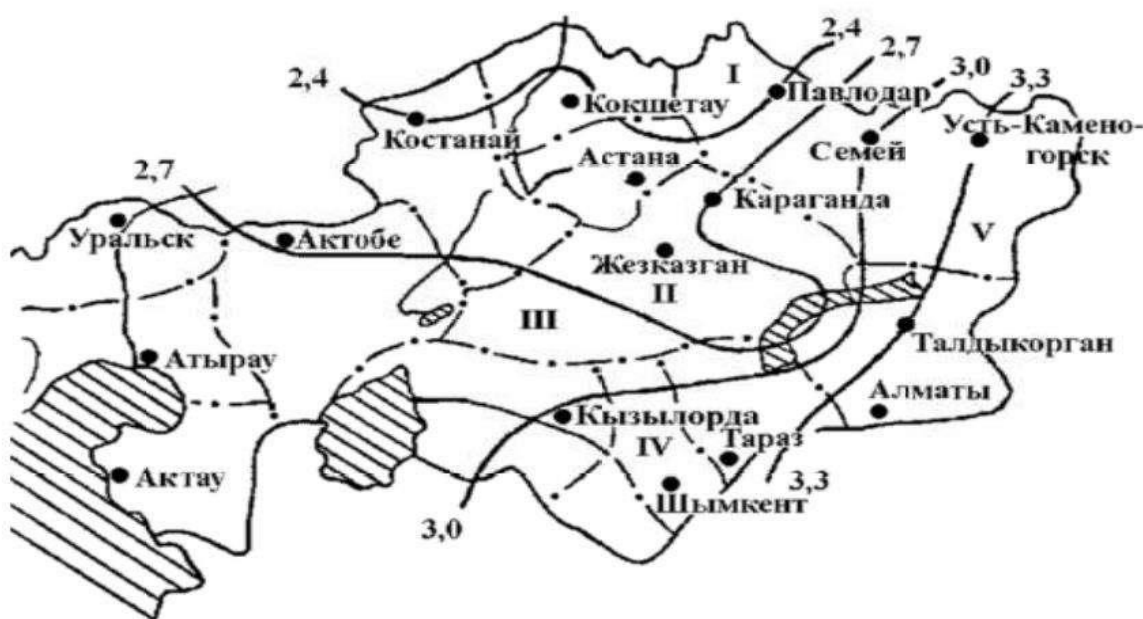 2,4
2,7
2,4
I
3,0
3,3
2,4
Кокшетау
Павлодар
Костанай
Семей
Усть-Камено-
горск
Астана
Караганда
2,7
Уральск
Актобе
V
Жезказган
II
III
Атырау
Талдыкорган
Алматы
Кызылорда
Тараз
IV
Актау
Шымкент
3,3
3,0